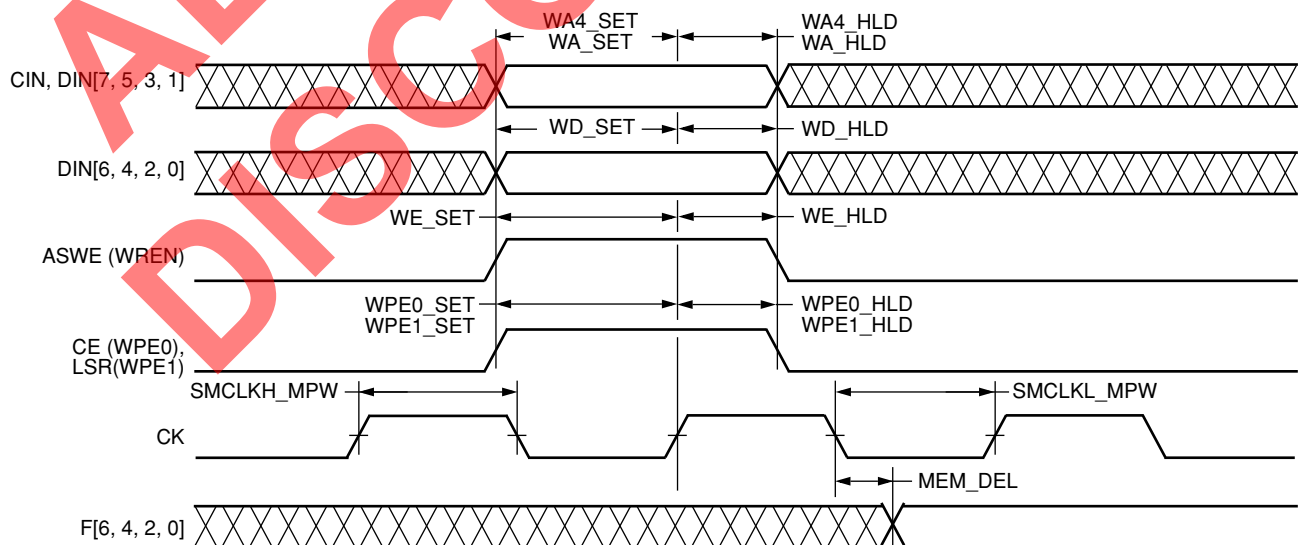 WA4_SET
WA_SET
WA4_HLD
WA_HLD
CIN, DIN[7, 5, 3, 1]
WD_SET
WD_HLD
DIN[6, 4, 2, 0]
WE_SET
WE_HLD
ASWE (WREN)
WPE0_SET
WPE1_SET
WPE0_HLD
WPE1_HLD
CE (WPE0),
LSR(WPE1)
SMCLKH_MPW
SMCLKL_MPW
CK
MEM_DEL
F[6, 4, 2, 0]